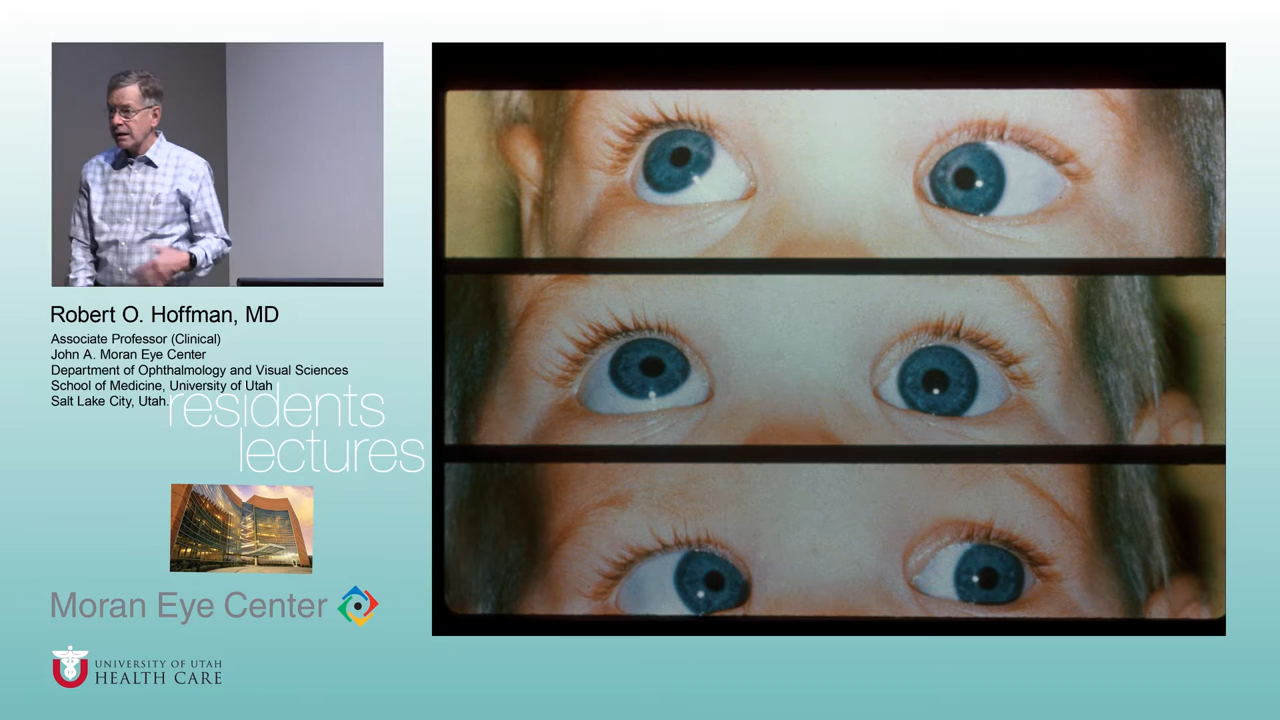 Robert O. Hoffman, MD
Associate Professor (Clinical)
John A. Moran Eye Center
Department of Ophthalmology and Visual Sciences
School of Medicine, University of Utah
Salt Lake City, Utah.
residents
lectures
Moran Eye Center
UNIVERSITY OF UTAH
HEALTH CARE